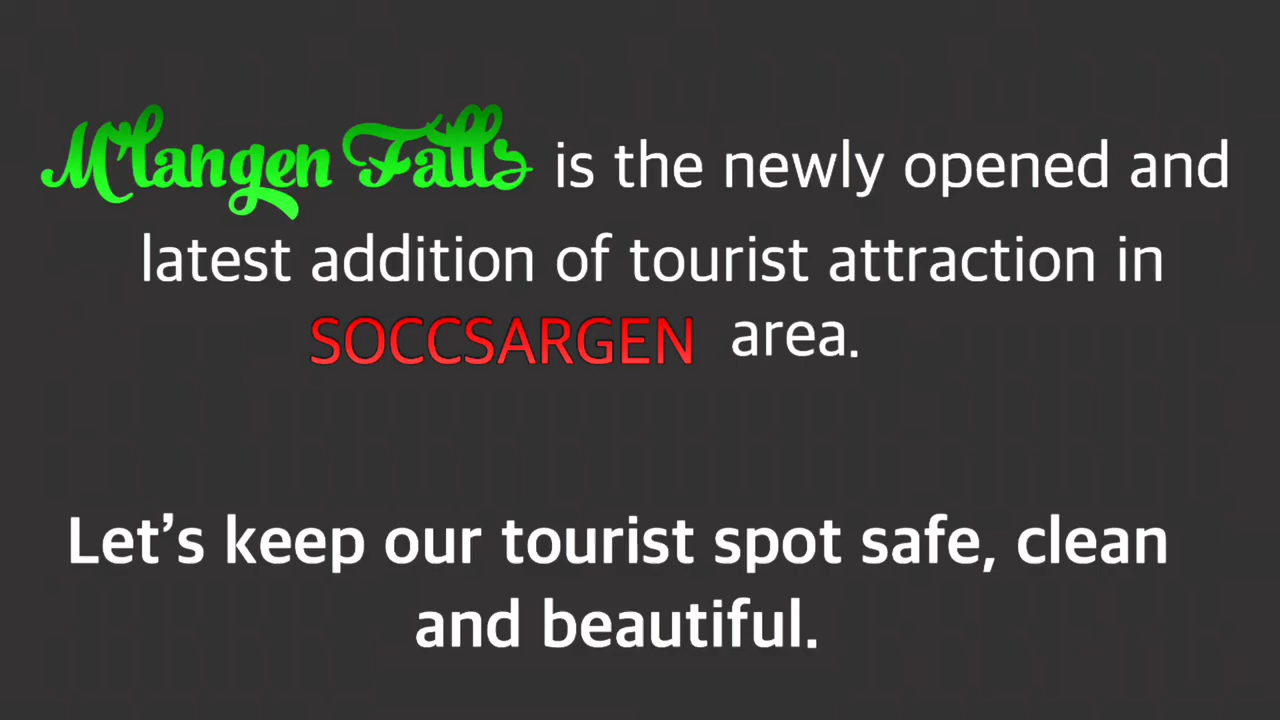 M'langen Falls is the newly opened and
latest addition of tourist attraction in
SOCCSARGEN area.
Let’s keep our tourist spot safe, clean
and beautiful.